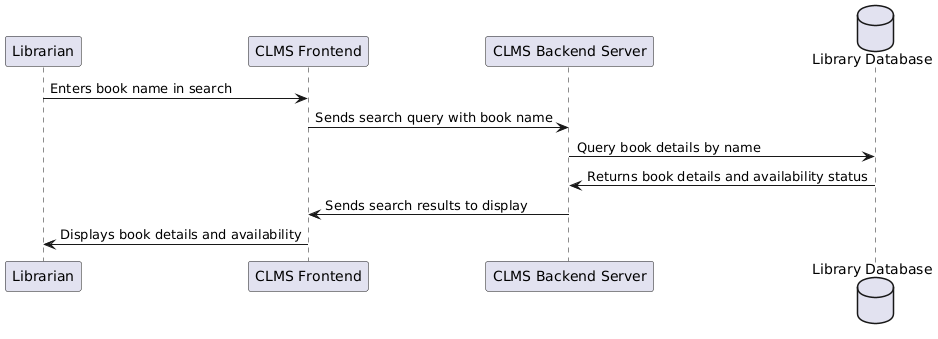 Librarian
CLMS Frontend
CLMS Backend Server
Library Database
Enters book name in search
Sends search query with book name
Query book details by name
Returns book details and availability status
Sends search results to display
Displays book details and availability
Librarian
CLMS Frontend
CLMS Backend Server
Library Database